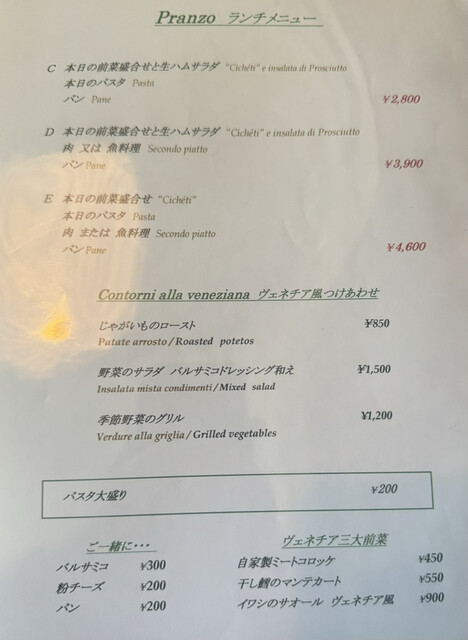 Pranzo ランチメニュー
C 本日の前菜盛合せと生ハムサラダ "Cichéti" e insalata di Prosciutto
本日のパスタ Pasta
パン Pane ¥2,800
D 本日の前菜盛合せと生ハムサラダ "Cichéti" e insalata di Prosciutto
肉 又は 魚料理 Secondo piatto
パン Pane ¥3,900
E 本日の前菜盛合せ "Cichéti"
本日のパスタ Pasta
肉 または 魚料理 Secondo piatto
パン Pane ¥4,600
Contorni alla veneziana ヴェネチア風つけあわせ
じゃがいものロースト ¥850
Patate arrosto/Roasted potetos
野菜のサラダ バルサミコドレッシング和え ¥1,500
Insalata mista condimenti/Mixed salad
季節野菜のグリル ¥1,200
Verdure alla griglia/Grilled vegetables
パスタ大盛り ¥200
ご一緒に・・・
バルサミコ ¥300
粉チーズ ¥200
パン ¥200
ヴェネチア三大前菜
自家製ミートコロッケ ¥450
干し鱈のマンテカート ¥550
イワシのサオール ヴェネチア風 ¥900